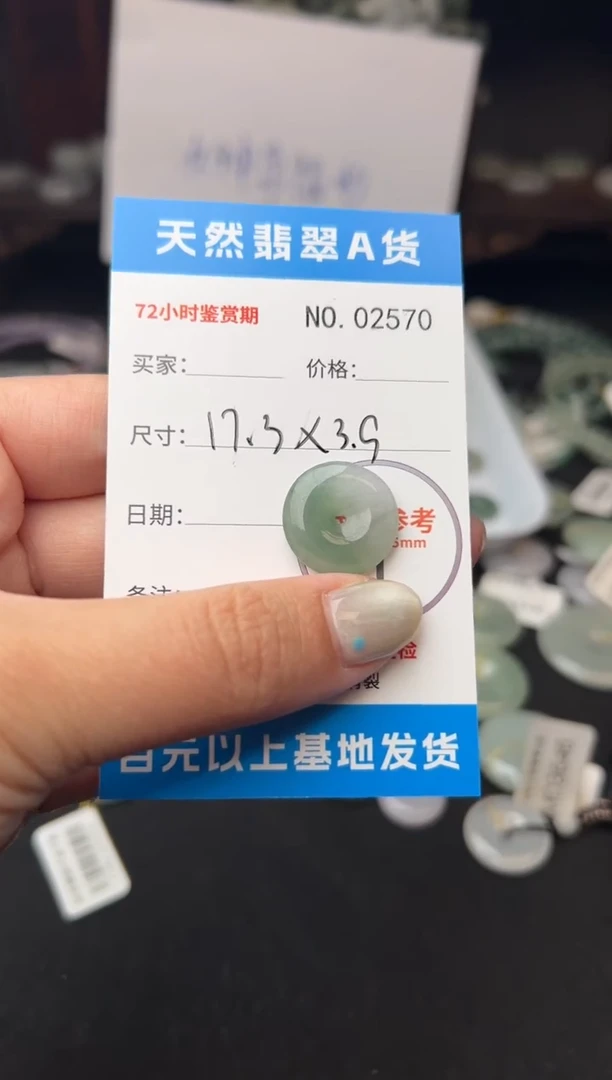 天然翡翠A货
72小时鉴赏期 NO.02570
买家: 价格:
尺寸: 17.3×3.9
日期: 参考
5mm
检
裂
百元以上基地发货